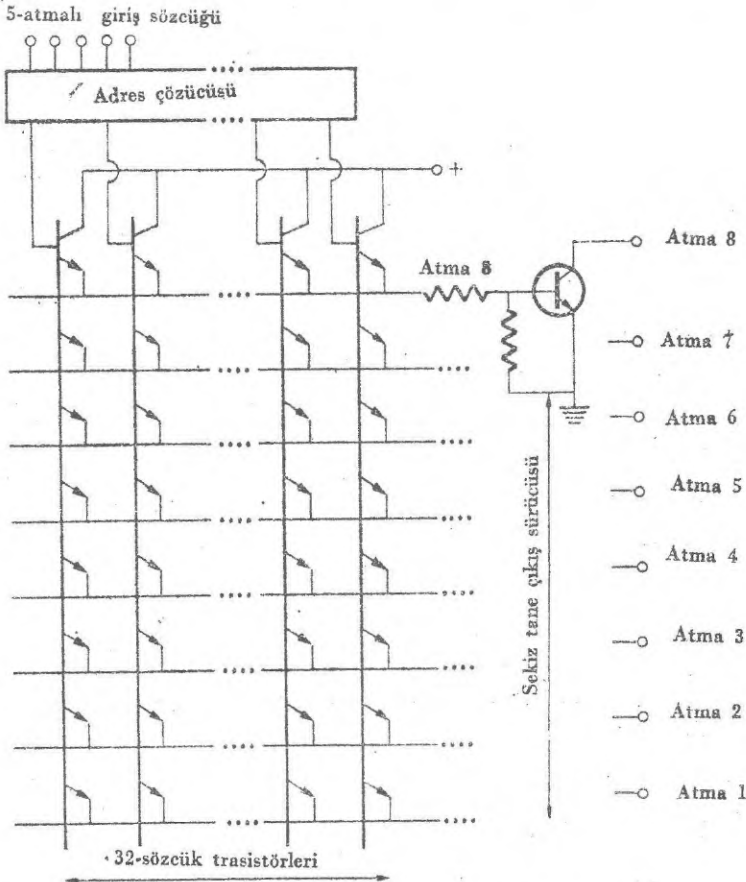 5-atmalı giriş sözcüğü
Adres çözücüsü
+
Atma 8
Atma 8
Atma 7
Atma 6
Atma 5
Atma 4
Atma 3
Atma 2
Atma 1
Sekiz tane çıkış sürücüsü
32-sözcük trasistörleri